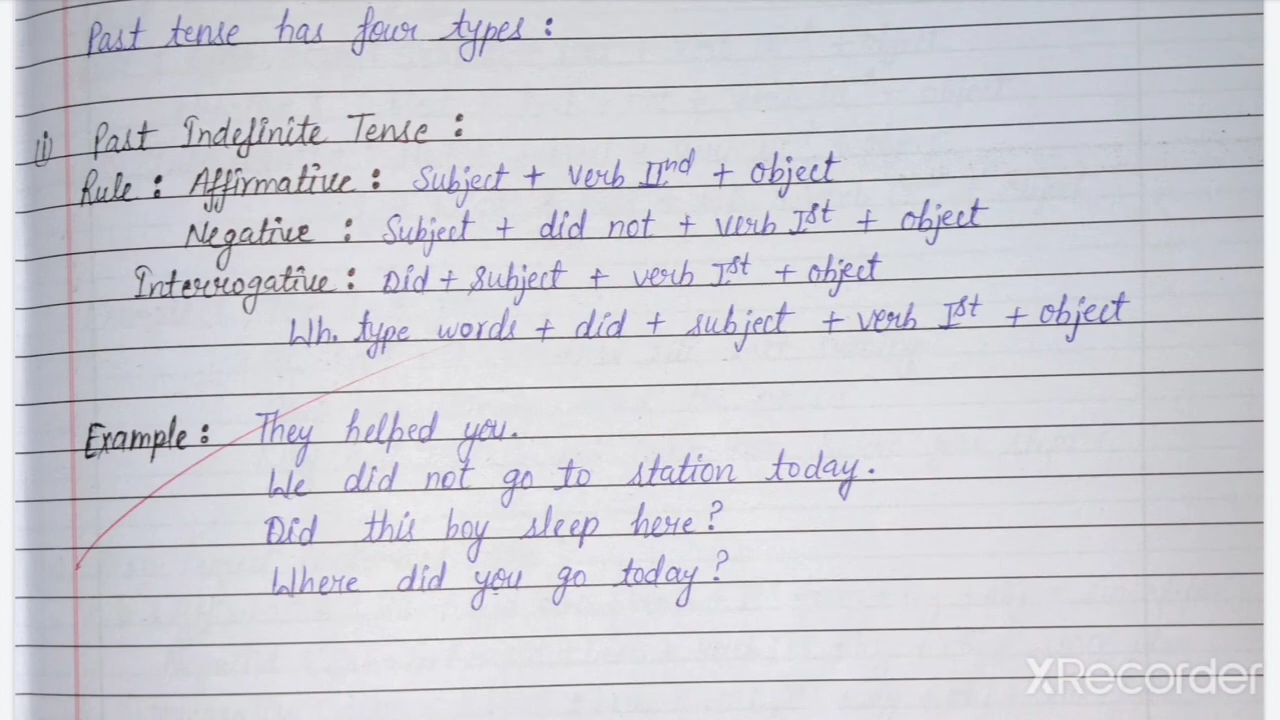 Past tense has four types :
i) Past Indefinite Tense :
Rule : Affirmative : Subject + verb IInd + object
Negative : Subject + did not + verb Ist + object
Interrogative : Did + subject + verb Ist + object
Wh. type words + did + subject + verb Ist + object
Example : They helped you.
We did not go to station today.
Did this boy sleep here?
Where did you go today?
XRecorder